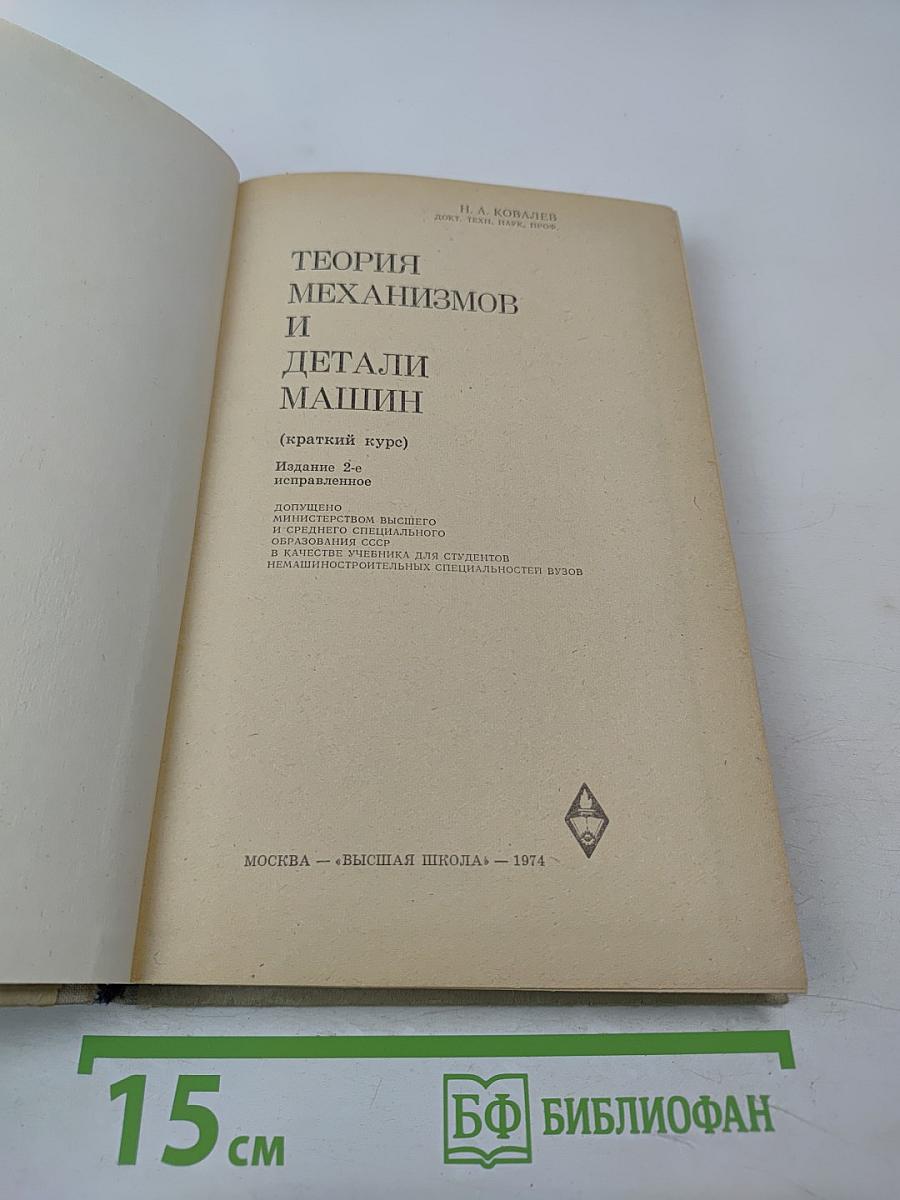 Н. А. КОВАЛЕВ
ДОКТ. ТЕХН. НАУК, ПРОФ.
ТЕОРИЯ
МЕХАНИЗМОВ
И
ДЕТАЛИ
МАШИН
(краткий курс)
Издание 2-е
исправленное
ДОПУЩЕНО
МИНИСТЕРСТВОМ ВЫСШЕГО
И СРЕДНЕГО СПЕЦИАЛЬНОГО
ОБРАЗОВАНИЯ СССР
В КАЧЕСТВЕ УЧЕБНИКА ДЛЯ СТУДЕНТОВ
НЕМАШИНОСТРОИТЕЛЬНЫХ СПЕЦИАЛЬНОСТЕЙ ВУЗОВ
МОСКВА — «ВЫСШАЯ ШКОЛА» — 1974
15 см
БФ БИБЛИОФАН